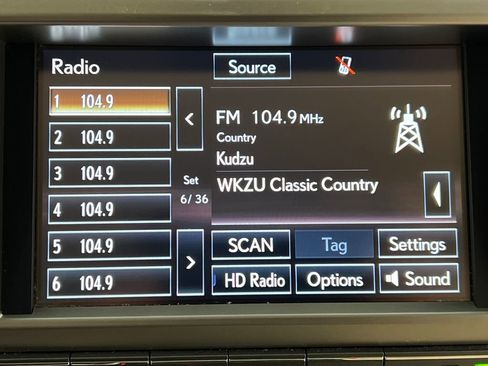 Radio
Source
1 104.9
2 104.9
3 104.9
4 104.9
5 104.9
6 104.9
<
Set
6/ 36
>
FM 104.9 MHz
Country
Kudzu
WKZU Classic Country
SCAN
Tag
Settings
HD Radio
Options
Sound